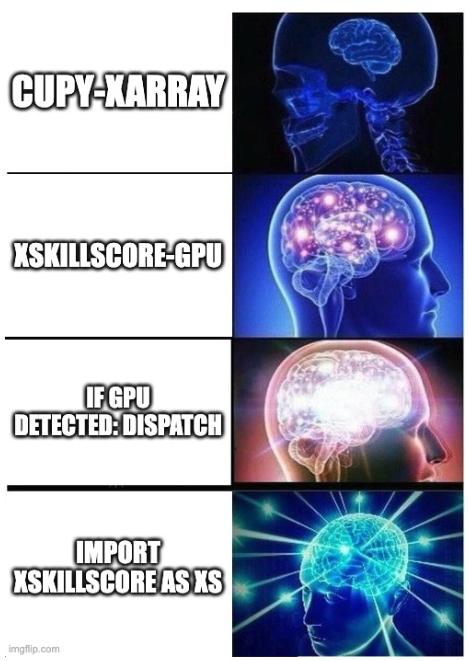 CUPY-XARRAY
XSKILLSCORE-GPU
IF GPU
DETECTED: DISPATCH
IMPORT
XSKILLSCORE AS XS
imgflip.com